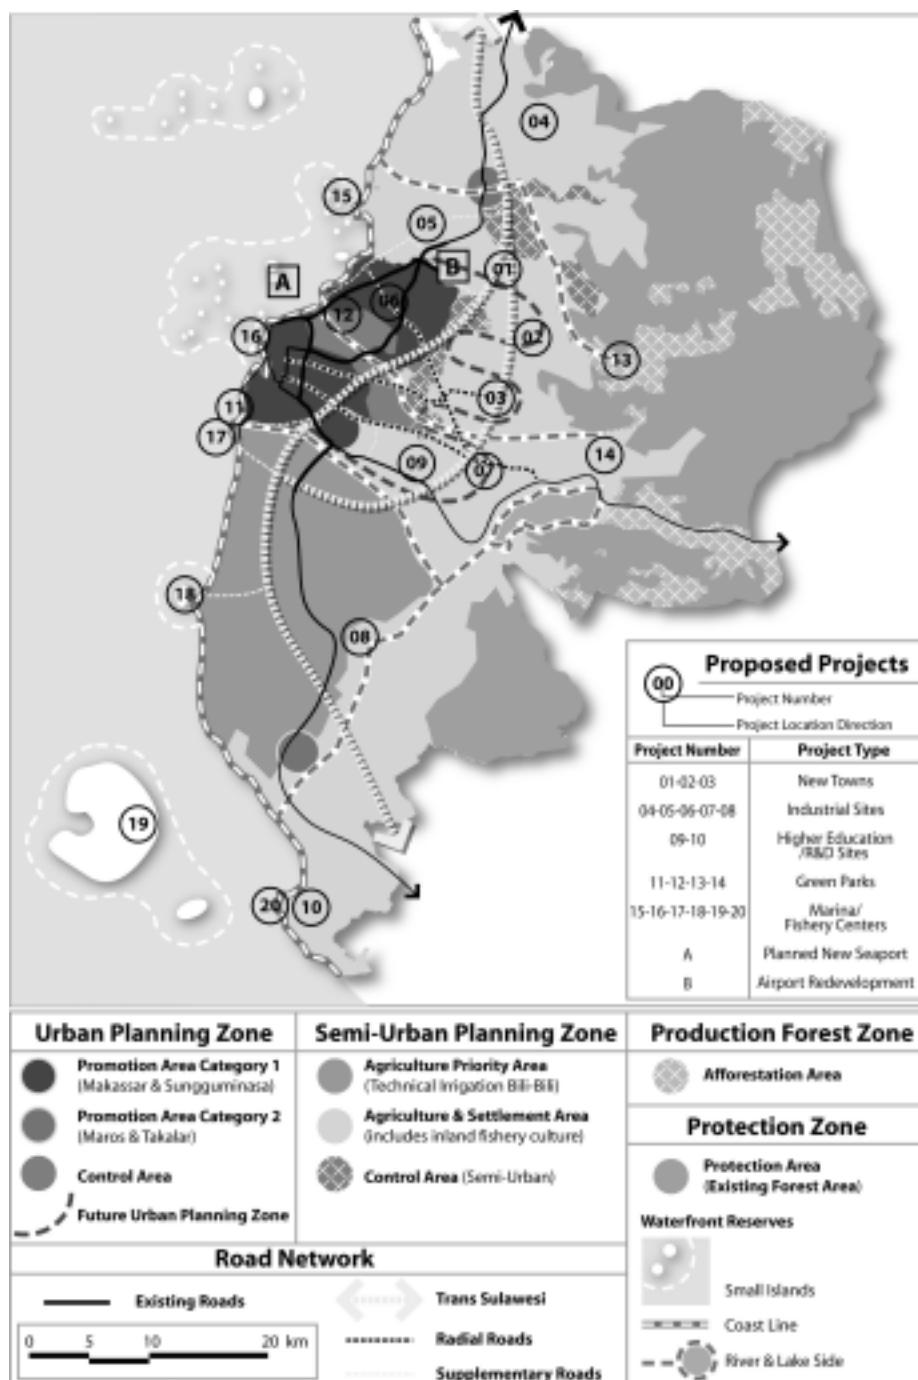 04
15
05
A
B
01
06
12
02
16
13
03
11
17
14
09
07
18
08
19
20
10
Proposed Projects
00
Project Number
Project Location Direction
Project Number Project Type
01-02-03 New Towns
04-05-06-07-08 Industrial Sites
09-10 Higher Education
/R&D Sites
11-12-13-14 Green Parks
15-16-17-18-19-20 Marina/
Fishery Centers
A Planned New Seaport
B Airport Redevelopment
Urban Planning Zone
Promotion Area Category 1
(Makassar & Sungguminasa)
Promotion Area Category 2
(Maros & Takalar)
Control Area
Future Urban Planning Zone
Semi-Urban Planning Zone
Agriculture Priority Area
(Technical Irrigation Bili-Bili)
Agriculture & Settlement Area
(includes inland fishery culture)
Control Area (Semi-Urban)
Production Forest Zone
Afforestation Area
Protection Zone
Protection Area
(Existing Forest Area)
Waterfront Reserves
Small Islands
Coast Line
River & Lake Side
Road Network
Existing Roads
0 5 10 20 km
Trans Sulawesi
Radial Roads
Supplementary Roads